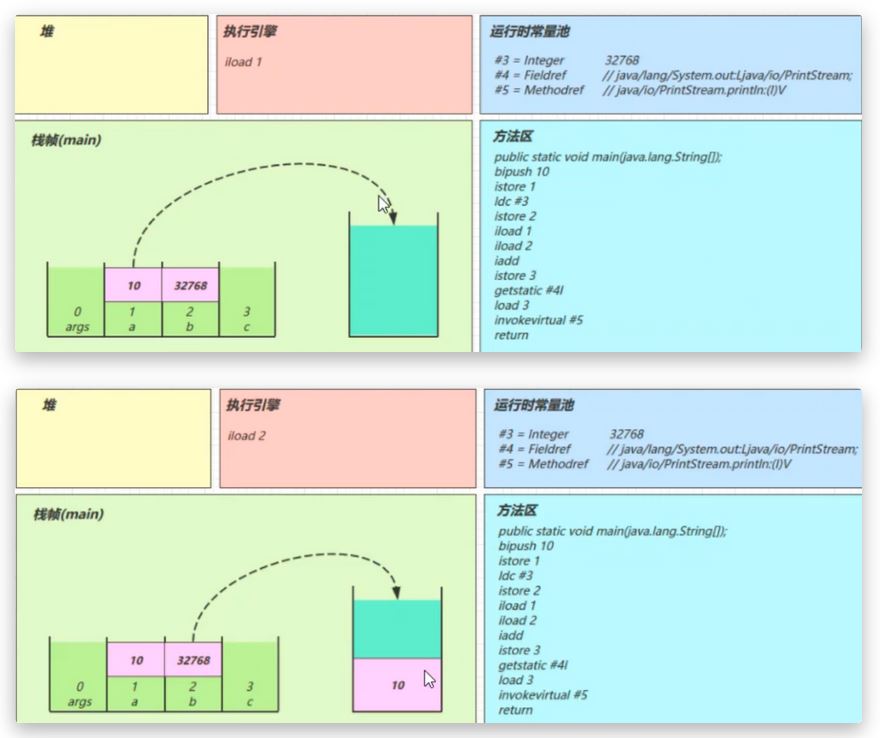 堆
执行引擎
iload 1
运行时常量池
#3 = Integer 32768
#4 = Fieldref // java/lang/System.out:Ljava/io/PrintStream;
#5 = Methodref // java/io/PrintStream.println:(I)V
栈帧(main)
10 32768
0 1 2 3
args a b c
方法区
public static void main(java.lang.String[]);
bipush 10
istore 1
ldc #3
istore 2
iload 1
iload 2
iadd
istore 3
getstatic #4I
load 3
invokevirtual #5
return
堆
执行引擎
iload 2
运行时常量池
#3 = Integer 32768
#4 = Fieldref // java/lang/System.out:Ljava/io/PrintStream;
#5 = Methodref // java/io/PrintStream.println:(I)V
栈帧(main)
10 32768
0 1 2 3
args a b c
10
方法区
public static void main(java.lang.String[]);
bipush 10
istore 1
ldc #3
istore 2
iload 1
iload 2
iadd
istore 3
getstatic #4I
load 3
invokevirtual #5
return